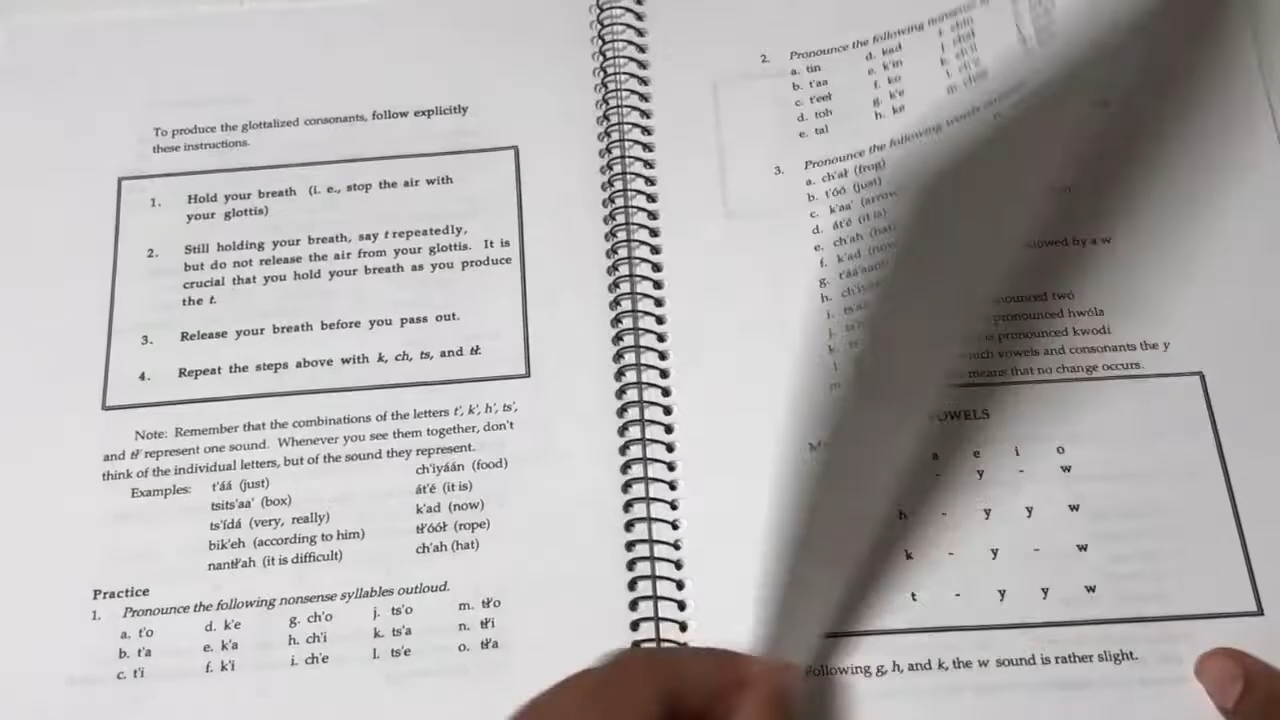 To produce the glottalized consonants, follow explicitly
these instructions.
1. Hold your breath (i. e., stop the air with
your glottis)
2. Still holding your breath, say t repeatedly,
but do not release the air from your glottis. It is
crucial that you hold your breath as you produce
the t.
3. Release your breath before you pass out.
4. Repeat the steps above with k, ch, ts, and tł.
Note: Remember that the combinations of the letters t', k', h', ts',
and tł' represent one sound. Whenever you see them together, don't
think of the individual letters, but of the sound they represent.
Examples: t'áá (just) ch'iyáán (food)
tsits'aa' (box) át'é (it is)
ts'ídá (very, really) k'ad (now)
bik'eh (according to him) tł'óół (rope)
nantł'ah (it is difficult) ch'ah (hat)
Practice
1. Pronounce the following nonsense syllables outloud.
a. t'o d. k'e g. ch'o j. ts'o m. tł'o
b. t'a e. k'a h. ch'i k. ts'a n. tł'i
c. t'i f. k'i i. ch'e l. ts'e o. tł'a
2. Pronounce the following nonsense
a. tin d. kad
b. t'aa e. k'in
c. t'eeł f. ko
d. toh g. k'e
e. tal h. ke
3. Pronounce the following words
a. ch'ał (frog)
b. t'óó (just)
c. k'aa' (arrow
d. át'é (it is)
e. ch'ah (hat
f. k'ad (now
g. t'áá
h.
i.
owed by a w
nounced twó
pronounced hwóla
is pronounced kwodí
vowels and consonants the y
means that no change occurs.
OWELS
a e i o
- y - w
h - y y w
k - y - w
t - y y w
Following g, h, and k, the w sound is rather slight.